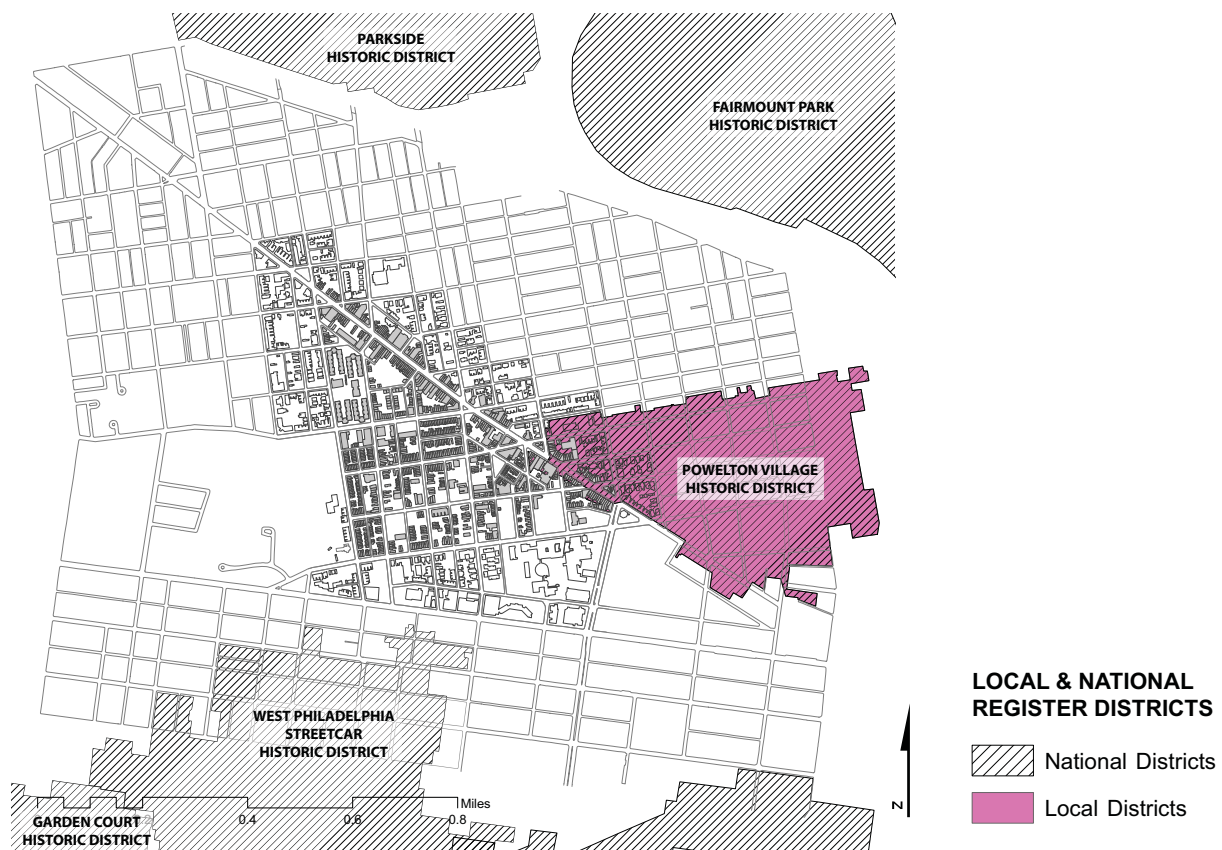 PARKSIDE
HISTORIC DISTRICT
FAIRMOUNT PARK
HISTORIC DISTRICT
POWELTON VILLAGE
HISTORIC DISTRICT
WEST PHILADELPHIA
STREETCAR
HISTORIC DISTRICT
GARDEN COURT
HISTORIC DISTRICT
0.4
0.6
0.8
Miles
N
LOCAL & NATIONAL
REGISTER DISTRICTS
National Districts
Local Districts